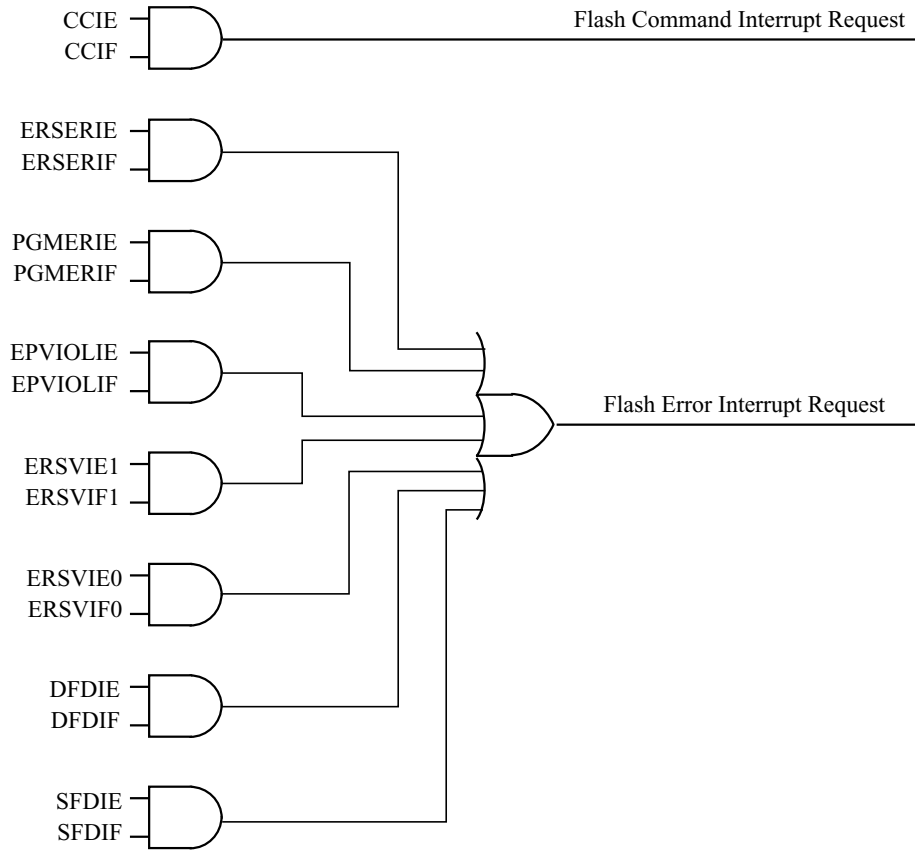 CCIE
CCIF
Flash Command Interrupt Request
ERSERIE
ERSERIF
PGMERIE
PGMERIF
EPVIOLIE
EPVIOLIF
Flash Error Interrupt Request
ERSVIE1
ERSVIF1
ERSVIE0
ERSVIF0
DFDIE
DFDIF
SFDIE
SFDIF